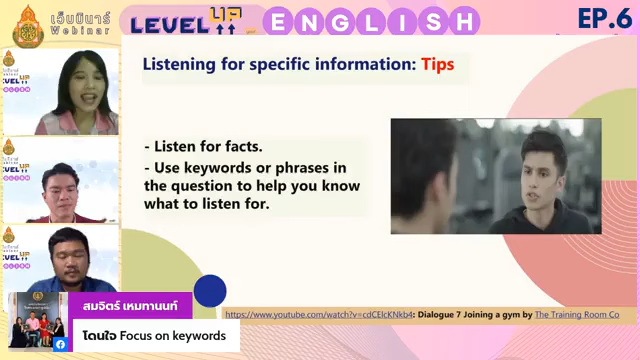 เว็บบินาร์
Webinar
LEVEL UP
ENGLISH
EP.6
Listening for specific information: Tips
- Listen for facts.
- Use keywords or phrases in
the question to help you know
what to listen for.
https://www.youtube.com/watch?v=cdCElcKNkb4: Dialogue 7 Joining a gym by The Training Room Co
สมจิตร์ เหมทานนท์
โดนใจ Focus on keywords